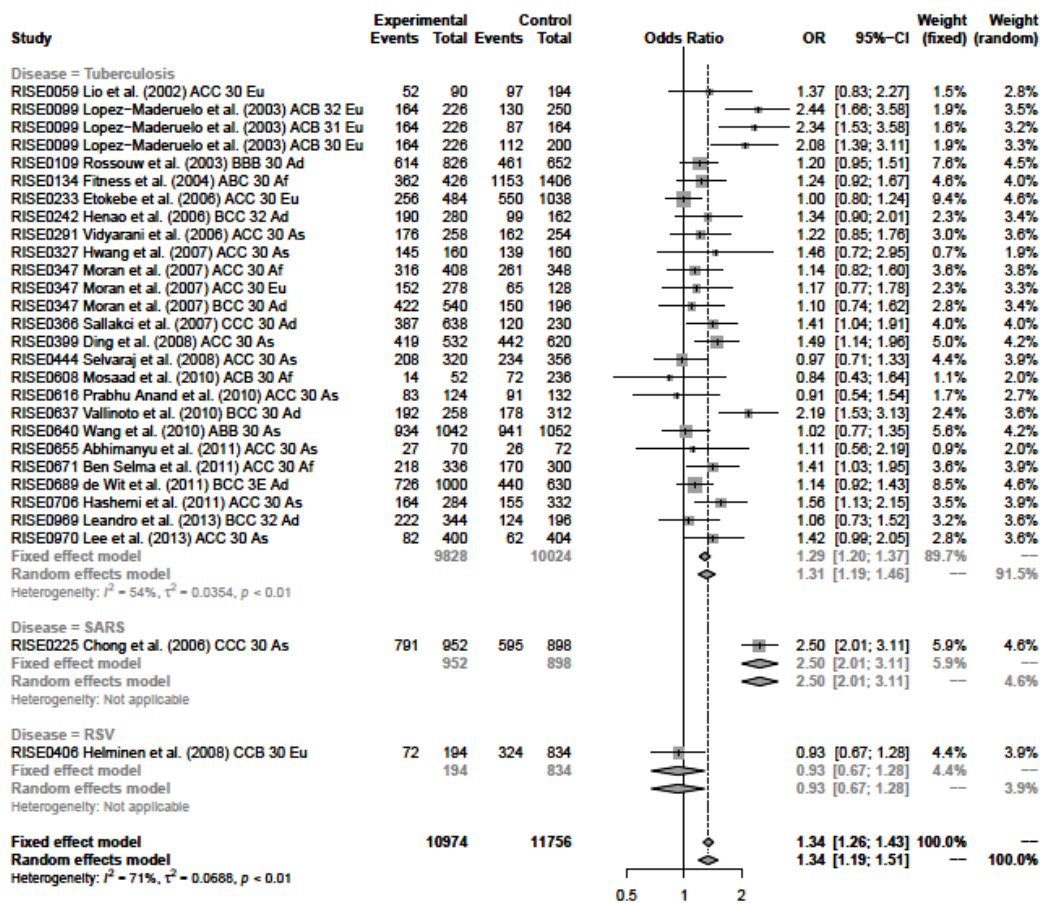 Experimental Control Weight Weight
Study Events Total Events Total Odds Ratio OR 95%-CI (fixed) (random)
Disease = Tuberculosis
RISE0059 Lio et al. (2002) ACC 30 Eu 52 90 97 194 1.37 [0.83; 2.27] 1.5% 2.8%
RISE0099 Lopez-Maderuelo et al. (2003) ACB 32 Eu 164 226 130 250 2.44 [1.66; 3.58] 1.9% 3.5%
RISE0099 Lopez-Maderuelo et al. (2003) ACB 31 Eu 164 226 87 164 2.34 [1.53; 3.58] 1.6% 3.2%
RISE0099 Lopez-Maderuelo et al. (2003) ACB 30 Eu 164 226 112 200 2.08 [1.39; 3.11] 1.9% 3.3%
RISE0109 Rossouw et al. (2003) BBB 30 Ad 614 826 461 652 1.20 [0.95; 1.51] 7.6% 4.5%
RISE0134 Fitness et al. (2004) ABC 30 Af 362 426 1153 1406 1.24 [0.92; 1.67] 4.6% 4.0%
RISE0233 Etokebe et al. (2006) ACC 30 Eu 256 484 550 1038 1.00 [0.80; 1.24] 9.4% 4.6%
RISE0242 Henao et al. (2006) BCC 32 Ad 190 280 99 162 1.34 [0.90; 2.01] 2.3% 3.4%
RISE0291 Vidyarani et al. (2006) ACC 30 As 176 258 162 254 1.22 [0.85; 1.76] 3.0% 3.6%
RISE0327 Hwang et al. (2007) ACC 30 As 145 160 139 160 1.46 [0.72; 2.95] 0.7% 1.9%
RISE0347 Moran et al. (2007) ACC 30 Af 316 408 261 348 1.14 [0.82; 1.60] 3.6% 3.8%
RISE0347 Moran et al. (2007) ACC 30 Eu 152 278 65 128 1.17 [0.77; 1.78] 2.3% 3.3%
RISE0347 Moran et al. (2007) BCC 30 Ad 422 540 150 196 1.10 [0.74; 1.62] 2.8% 3.4%
RISE0366 Sallakci et al. (2007) CCC 30 Ad 387 638 120 230 1.41 [1.04; 1.91] 4.0% 4.0%
RISE0399 Ding et al. (2008) ACC 30 As 419 532 442 620 1.49 [1.14; 1.96] 5.0% 4.2%
RISE0444 Selvaraj et al. (2008) ACC 30 As 208 320 234 356 0.97 [0.71; 1.33] 4.4% 3.9%
RISE0608 Mosaad et al. (2010) ACB 30 Af 14 52 72 236 0.84 [0.43; 1.64] 1.1% 2.0%
RISE0616 Prabhu Anand et al. (2010) ACC 30 As 83 124 91 132 0.91 [0.54; 1.54] 1.7% 2.7%
RISE0637 Vallinoto et al. (2010) BCC 30 Ad 192 258 178 312 2.19 [1.53; 3.13] 2.4% 3.6%
RISE0640 Wang et al. (2010) ABB 30 As 934 1042 941 1052 1.02 [0.77; 1.35] 5.6% 4.2%
RISE0655 Abhimanyu et al. (2011) ACC 30 As 27 70 26 72 1.11 [0.56; 2.19] 0.9% 2.0%
RISE0671 Ben Selma et al. (2011) ACC 30 Af 218 336 170 300 1.41 [1.03; 1.95] 3.6% 3.9%
RISE0689 de Wit et al. (2011) BCC 3E Ad 726 1000 440 630 1.14 [0.92; 1.43] 8.5% 4.6%
RISE0706 Hashemi et al. (2011) ACC 30 As 164 284 155 332 1.56 [1.13; 2.15] 3.5% 3.9%
RISE0969 Leandro et al. (2013) BCC 32 Ad 222 344 124 196 1.06 [0.73; 1.52] 3.2% 3.6%
RISE0970 Lee et al. (2013) ACC 30 As 82 400 62 404 1.42 [0.99; 2.05] 2.8% 3.6%
Fixed effect model 9828 10024 1.29 [1.20; 1.37] 89.7% −−
Random effects model 1.31 [1.19; 1.46] −− 91.5%
Heterogeneity: I² = 54%, τ² = 0.0354, p < 0.01
Disease = SARS
RISE0225 Chong et al. (2006) CCC 30 As 791 952 595 898 2.50 [2.01; 3.11] 5.9% 4.6%
Fixed effect model 952 898 2.50 [2.01; 3.11] 5.9% −−
Random effects model 2.50 [2.01; 3.11] −− 4.6%
Heterogeneity: Not applicable
Disease = RSV
RISE0406 Helminen et al. (2008) CCB 30 Eu 72 194 324 834 0.93 [0.67; 1.28] 4.4% 3.9%
Fixed effect model 194 834 0.93 [0.67; 1.28] 4.4% −−
Random effects model 0.93 [0.67; 1.28] −− 3.9%
Heterogeneity: Not applicable
Fixed effect model 10974 11756 1.34 [1.26; 1.43] 100.0% −−
Random effects model 1.34 [1.19; 1.51] −− 100.0%
Heterogeneity: I² = 71%, τ² = 0.0688, p < 0.01
0.5 1 2